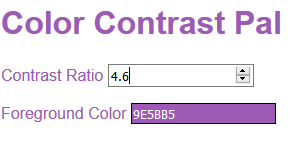 Color Contrast Pal
Contrast Ratio 4.6
Foreground Color 9E5BB5